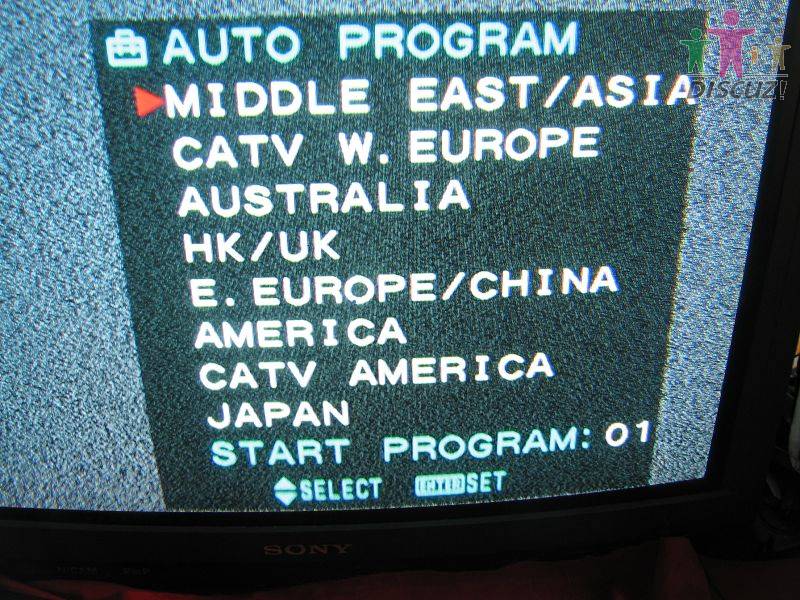 AUTO PROGRAM
DISCUZ!
MIDDLE EAST/ASIA
CATV W.EUROPE
AUSTRALIA
HK/UK
E.EUROPE/CHINA
AMERICA
CATV AMERICA
JAPAN
START PROGRAM: 01
SELECT SET
SONY
NICAM